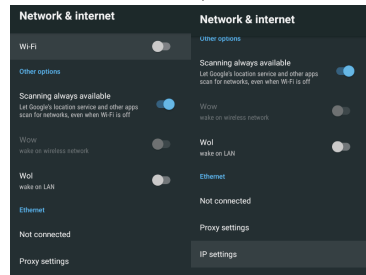 Network & internet
Wi-Fi
Other options
Scanning always available
Let Google's location service and other apps
scan for networks, even when Wi-Fi is off
Wow
wake on wireless network
Wol
wake on LAN
Ethernet
Not connected
Proxy settings
Network & internet
Other options
Scanning always available
Let Google's location service and other apps
scan for networks, even when Wi-Fi is off
Wow
wake on wireless network
Wol
wake on LAN
Ethernet
Not connected
Proxy settings
IP settings